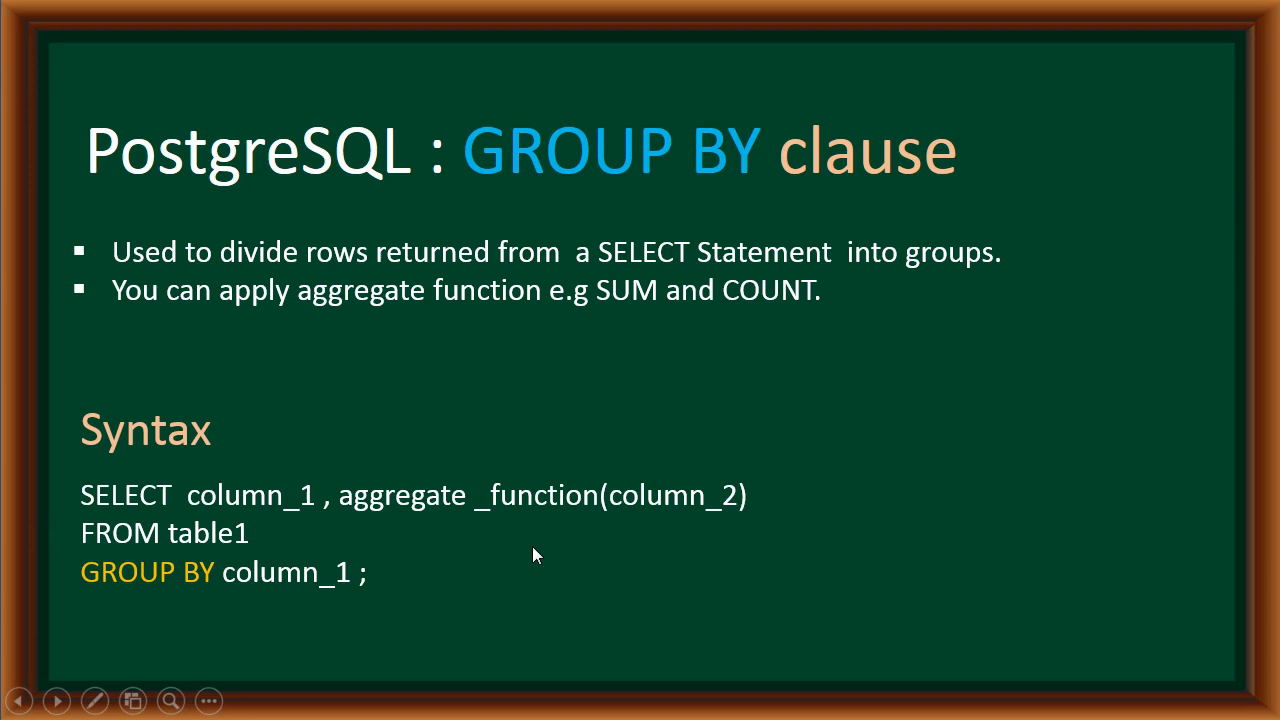 PostgreSQL : GROUP BY clause
▪ Used to divide rows returned from  a SELECT Statement  into groups.
▪ You can apply aggregate function e.g SUM and COUNT.
Syntax
SELECT  column_1 , aggregate _function(column_2)
FROM table1
GROUP BY column_1 ;